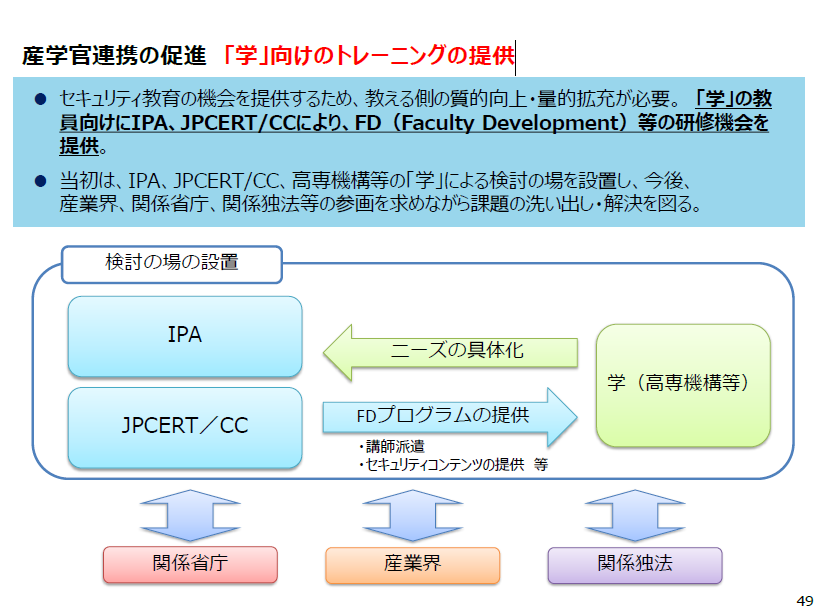 産学官連携の促進 「学」向けのトレーニングの提供
● セキュリティ教育の機会を提供するため、教える側の質的向上・量的拡充が必要。 「学」の教
員向けにIPA、JPCERT/CCにより、FD（Faculty Development）等の研修機会を
提供。
● 当初は、IPA、JPCERT/CC、高専機構等の「学」による検討の場を設置し、今後、
産業界、関係省庁、関係独法等の参画を求めながら課題の洗い出し・解決を図る。
検討の場の設置
IPA
JPCERT／CC
ニーズの具体化
FDプログラムの提供
・講師派遣
・セキュリティコンテンツの提供 等
学（高専機構等）
関係省庁
産業界
関係独法
49